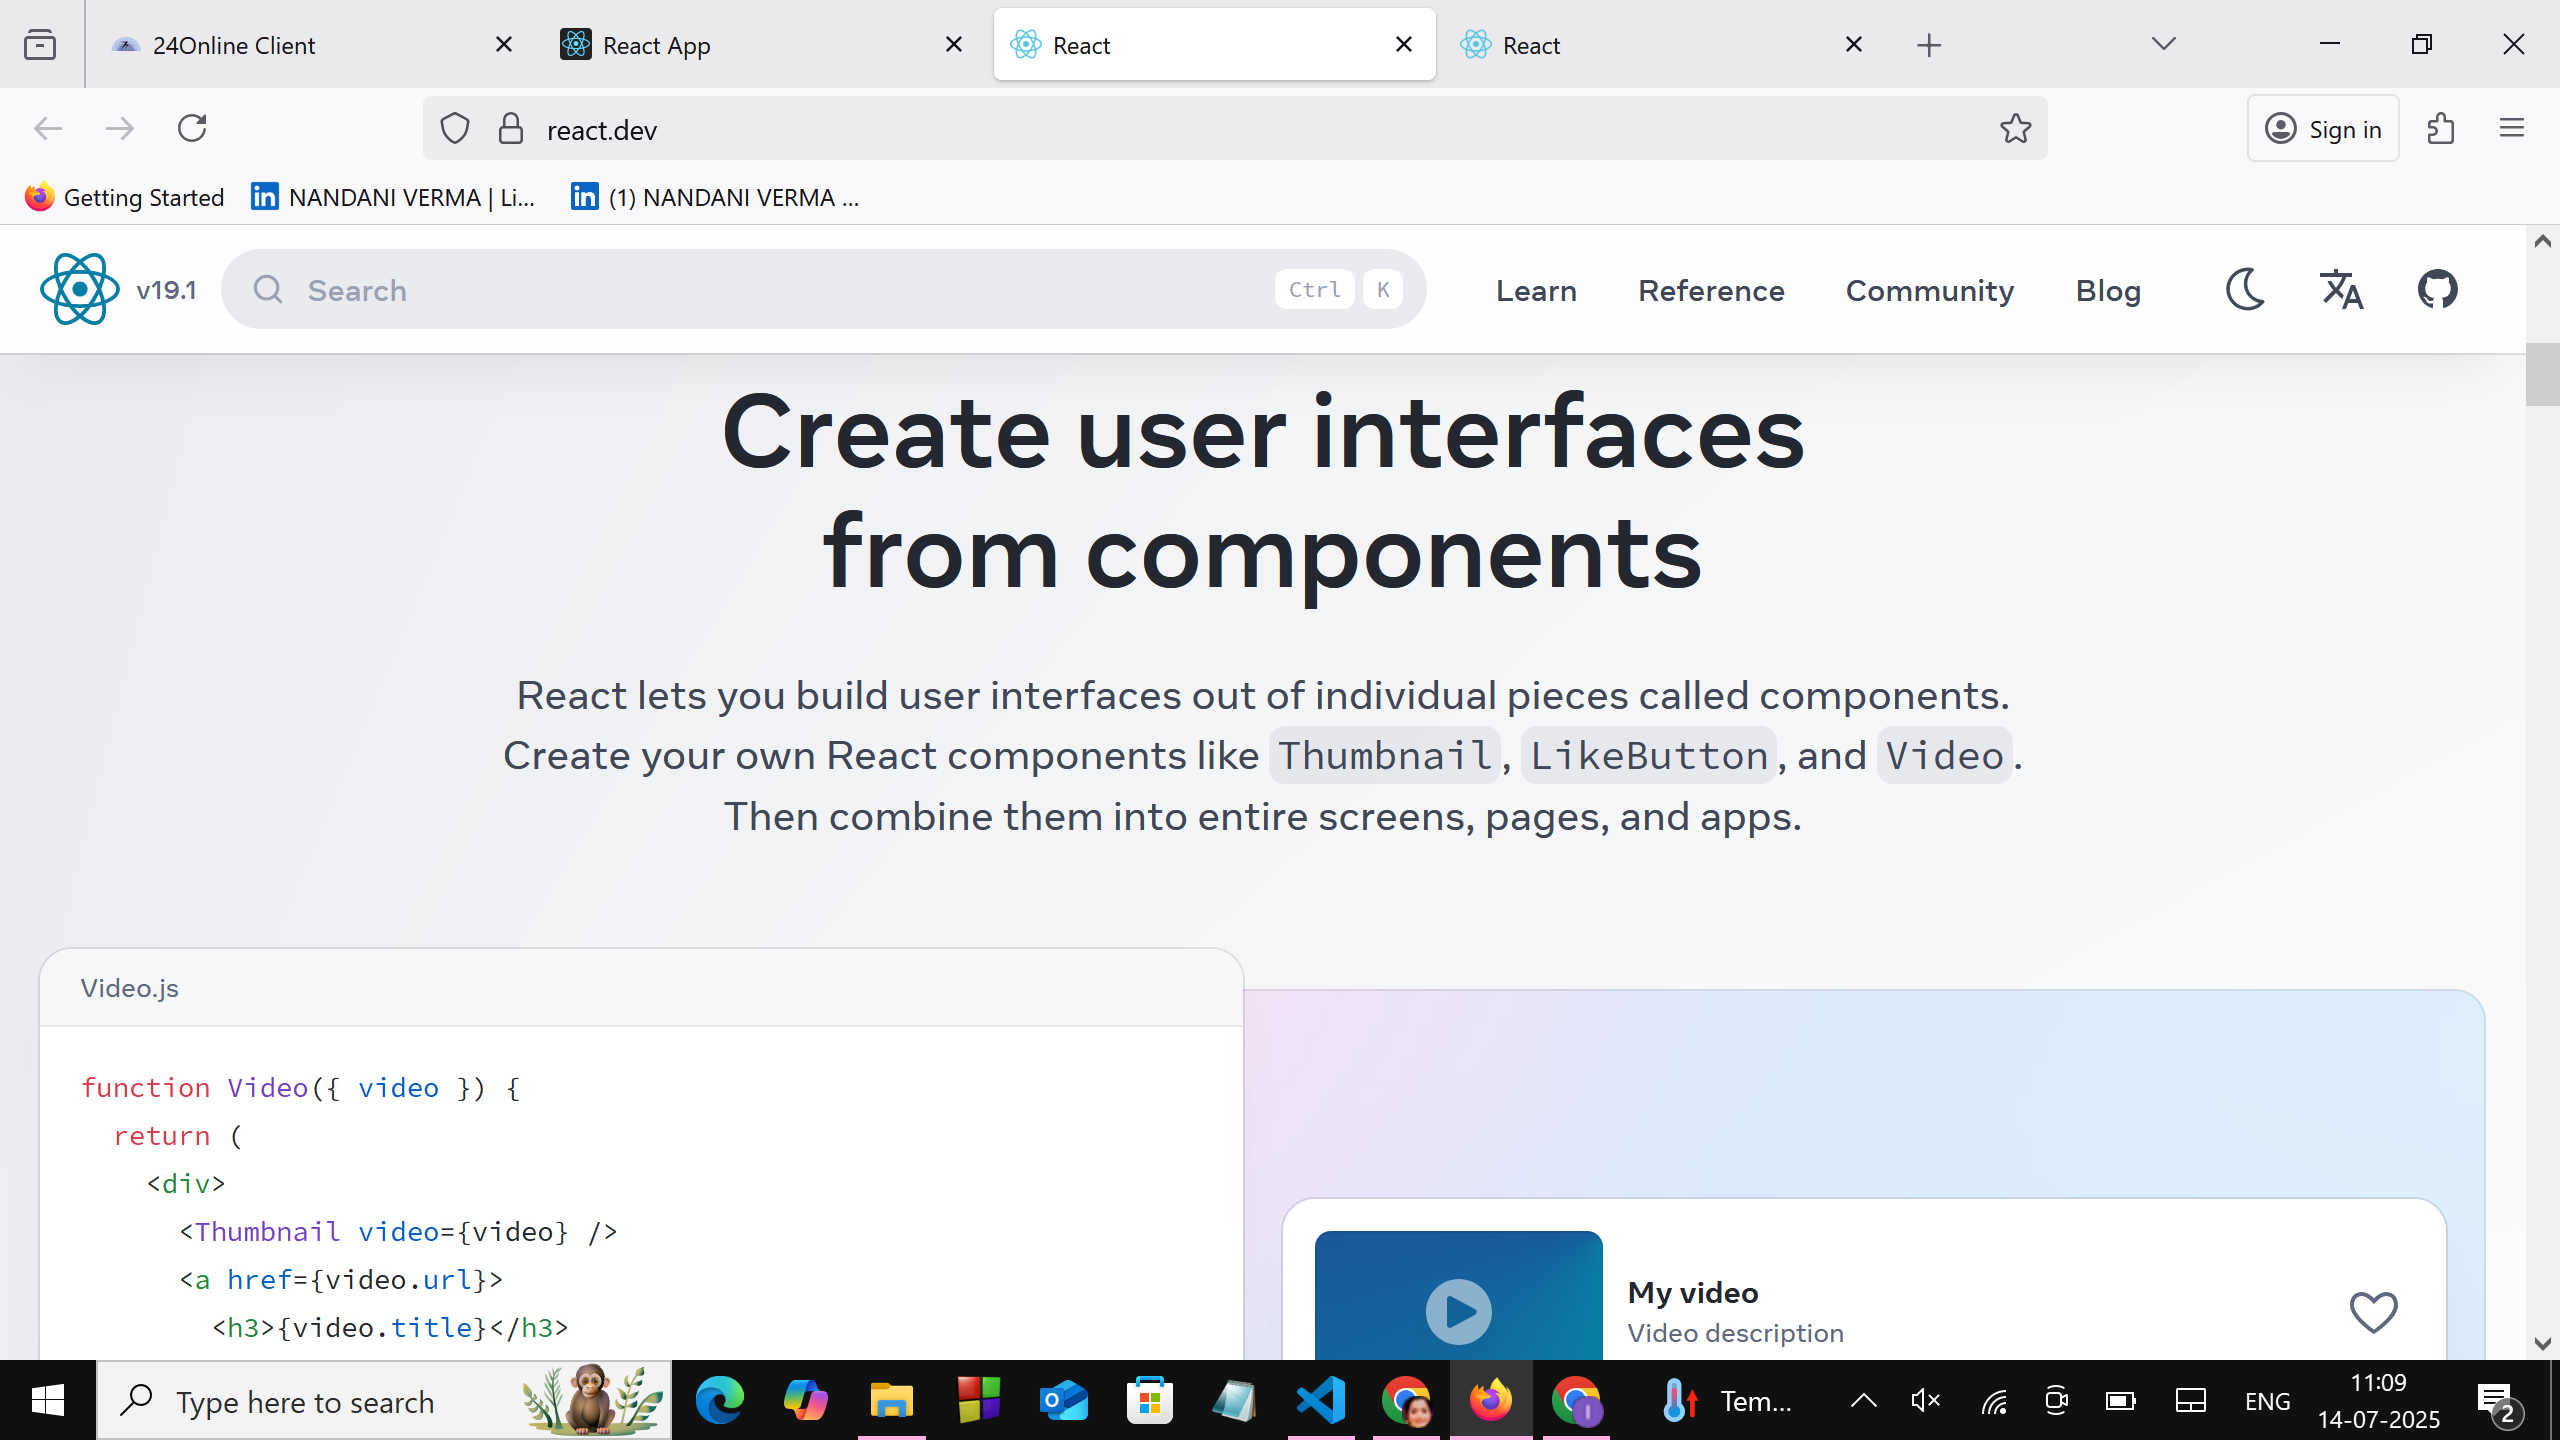 24Online Client
React App
React
React
react.dev
Sign in
Getting Started
NANDANI VERMA | Li...
(1) NANDANI VERMA ...
v19.1
Search
Ctrl K
Learn
Reference
Community
Blog
Create user interfaces
from components
React lets you build user interfaces out of individual pieces called components.
Create your own React components like Thumbnail, LikeButton, and Video.
Then combine them into entire screens, pages, and apps.
Video.js
function Video({ video }) {
return (
<div>
<Thumbnail video={video} />
<a href={video.url}>
<h3>{video.title}</h3>
My video
Video description
Type here to search
Tem...
ENG
11:09
14-07-2025
2